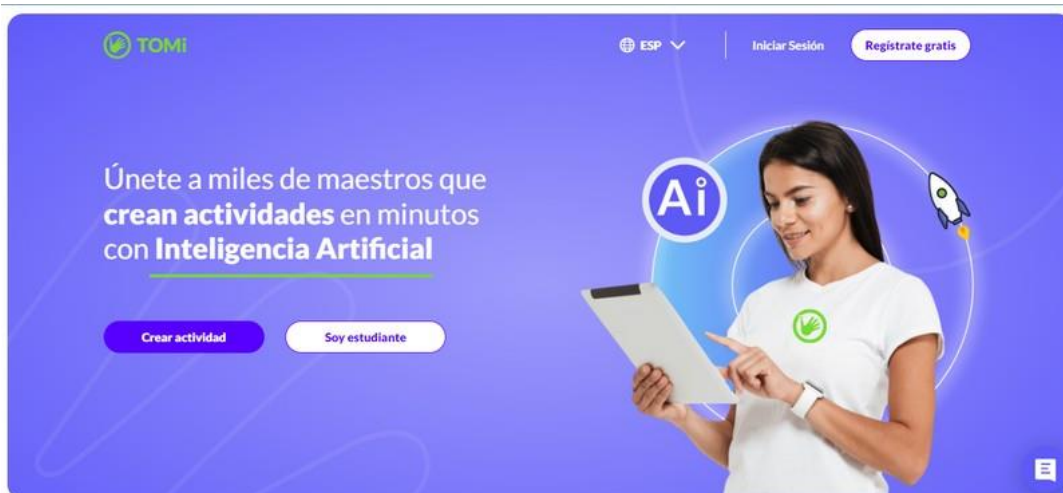 TOMi
ESP
Iniciar Sesión
Regístrate gratis
Únete a miles de maestros que
crean actividades en minutos
con Inteligencia Artificial
Ai
Crear actividad
Soy estudiante